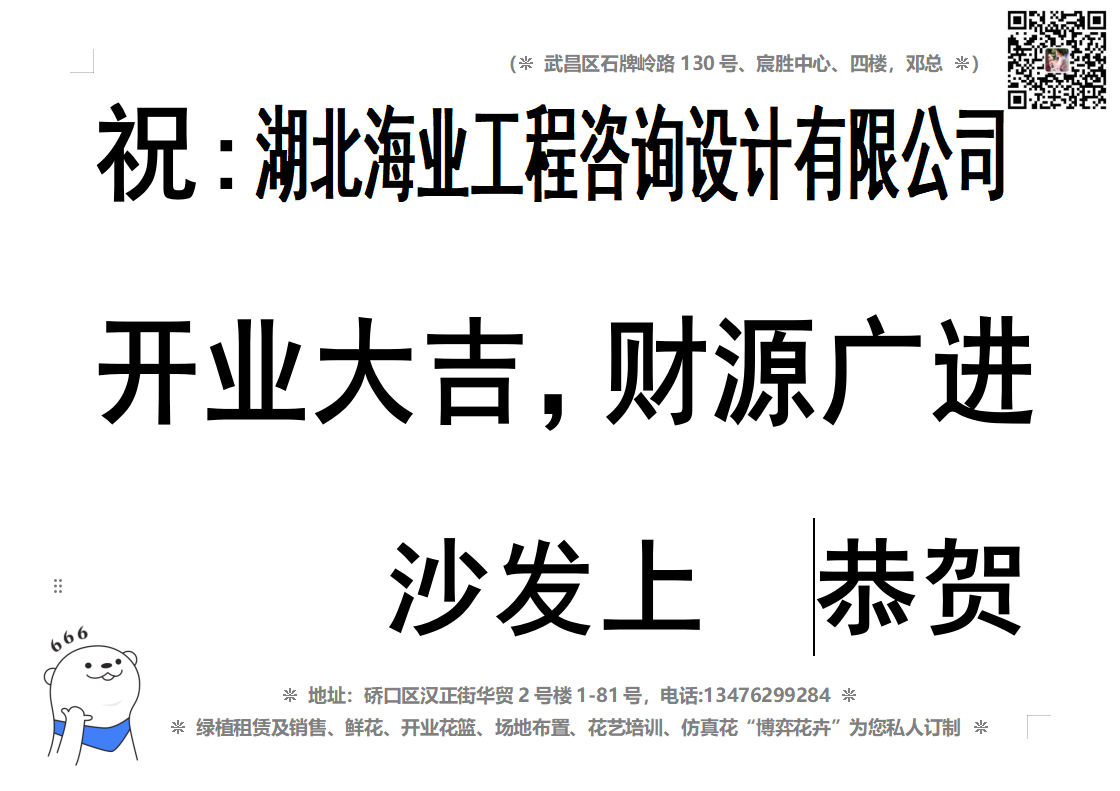 （❊ 武昌区石牌岭路 130 号、宸胜中心、四楼，邓总 ❊）
祝：湖北海业工程咨询设计有限公司
开业大吉，财源广进
沙发上 恭贺
666
❊ 地址：硚口区汉正街华贸 2 号楼 1-81 号，电话:13476299284 ❊
❊ 绿植租赁及销售、鲜花、开业花篮、场地布置、花艺培训、仿真花“博弈花卉”为您私人订制 ❊